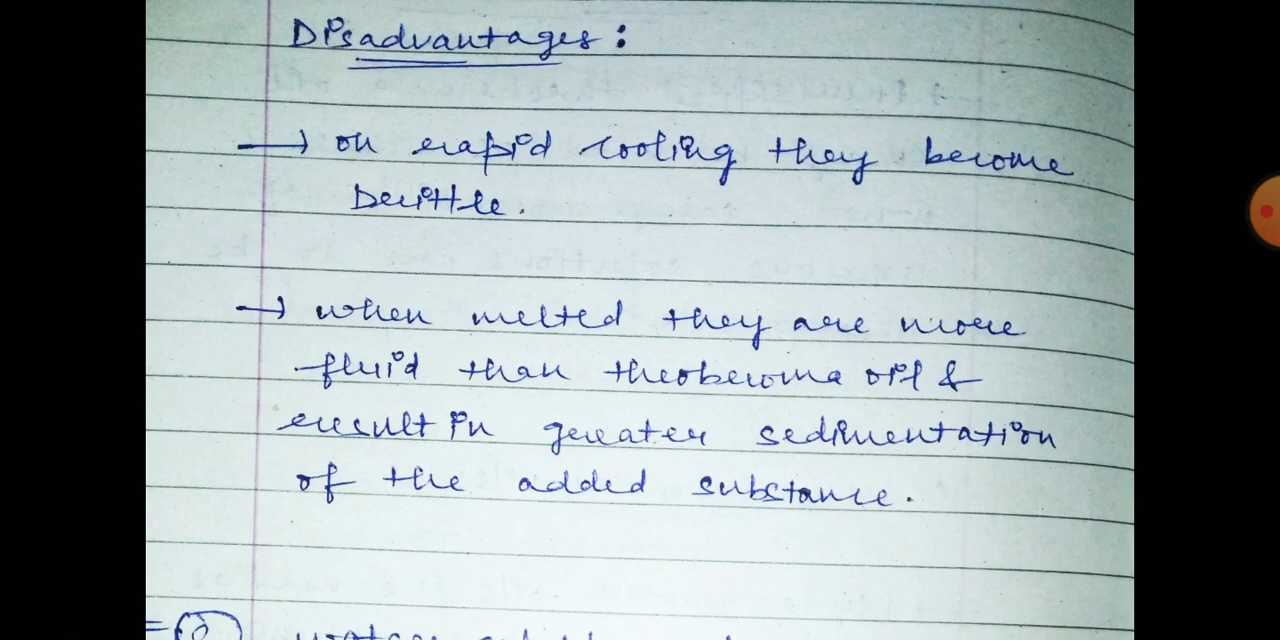 Disadvantages :
→ on rapid cooling they become
Brittle.
→ when melted they are more
fluid than theobroma oil &
result in greater sedimentation
of the added substance.